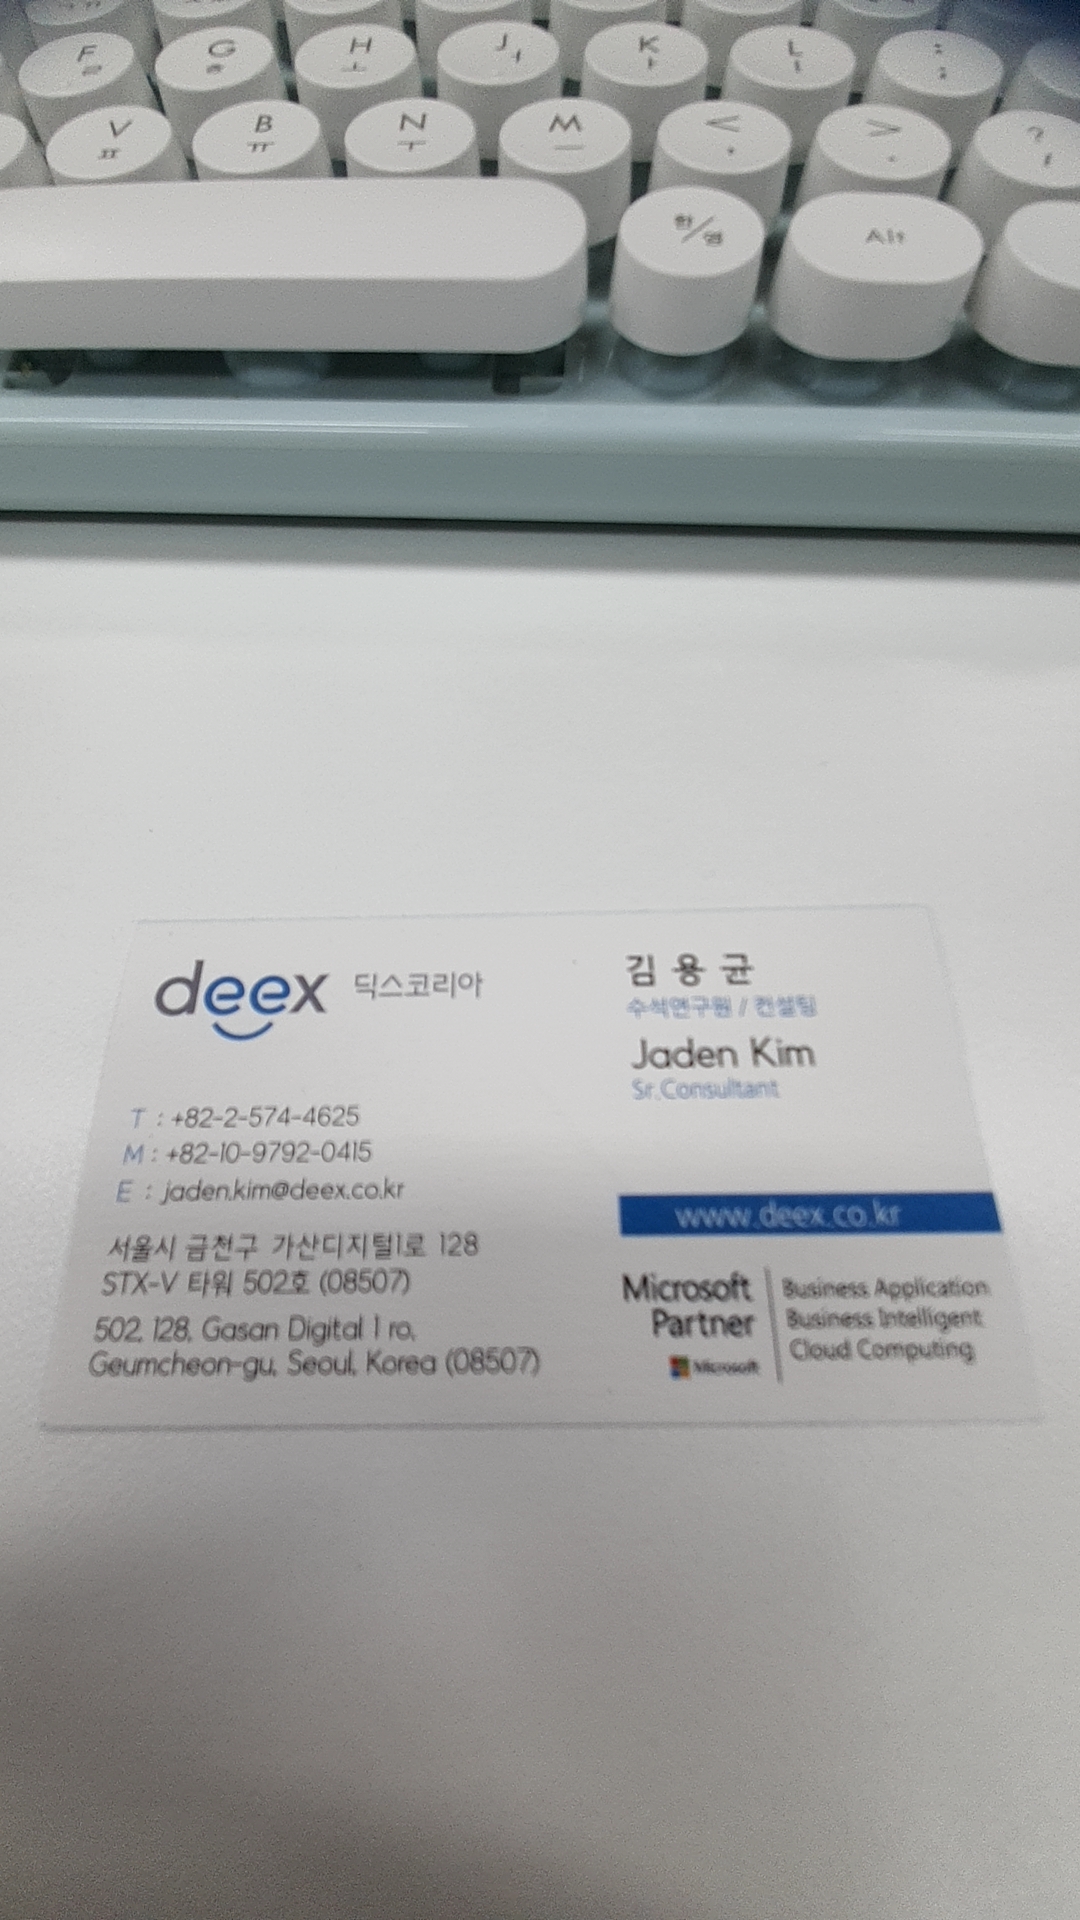 F
G
H
J
K
L
V
B
N
M
한/영
Alt
deex 딕스코리아
김 용 균
수석연구원 / 컨설팅
Jaden Kim
Sr.Consultant
T : +82-2-574-4625
M : +82-10-9792-0415
E : jaden.kim@deex.co.kr
서울시 금천구 가산디지털1로 128
STX-V 타워 502호 (08507)
502, 128, Gasan Digital 1 ro,
Geumcheon-gu, Seoul, Korea (08507)
www.deex.co.kr
Microsoft
Partner
Microsoft
Business Application
Business Intelligent
Cloud Computing